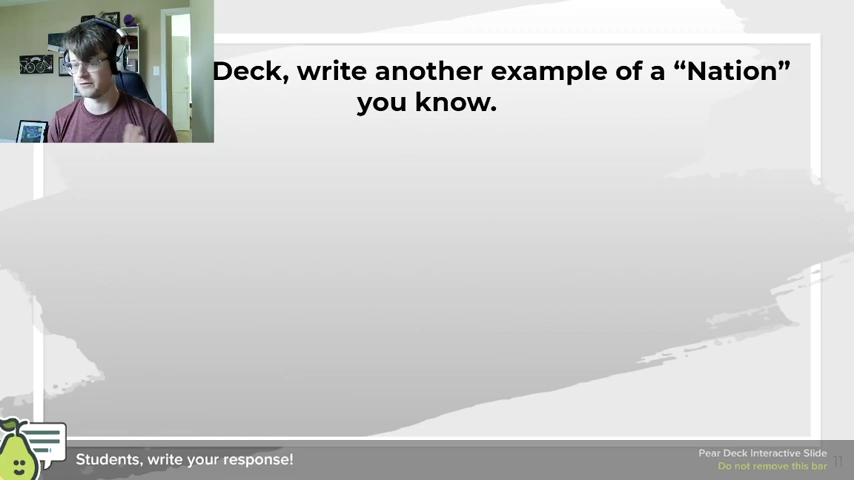 Deck, write another example of a “Nation”
you know.
Students, write your response!
Pear Deck Interactive Slide
Do not remove this bar
11